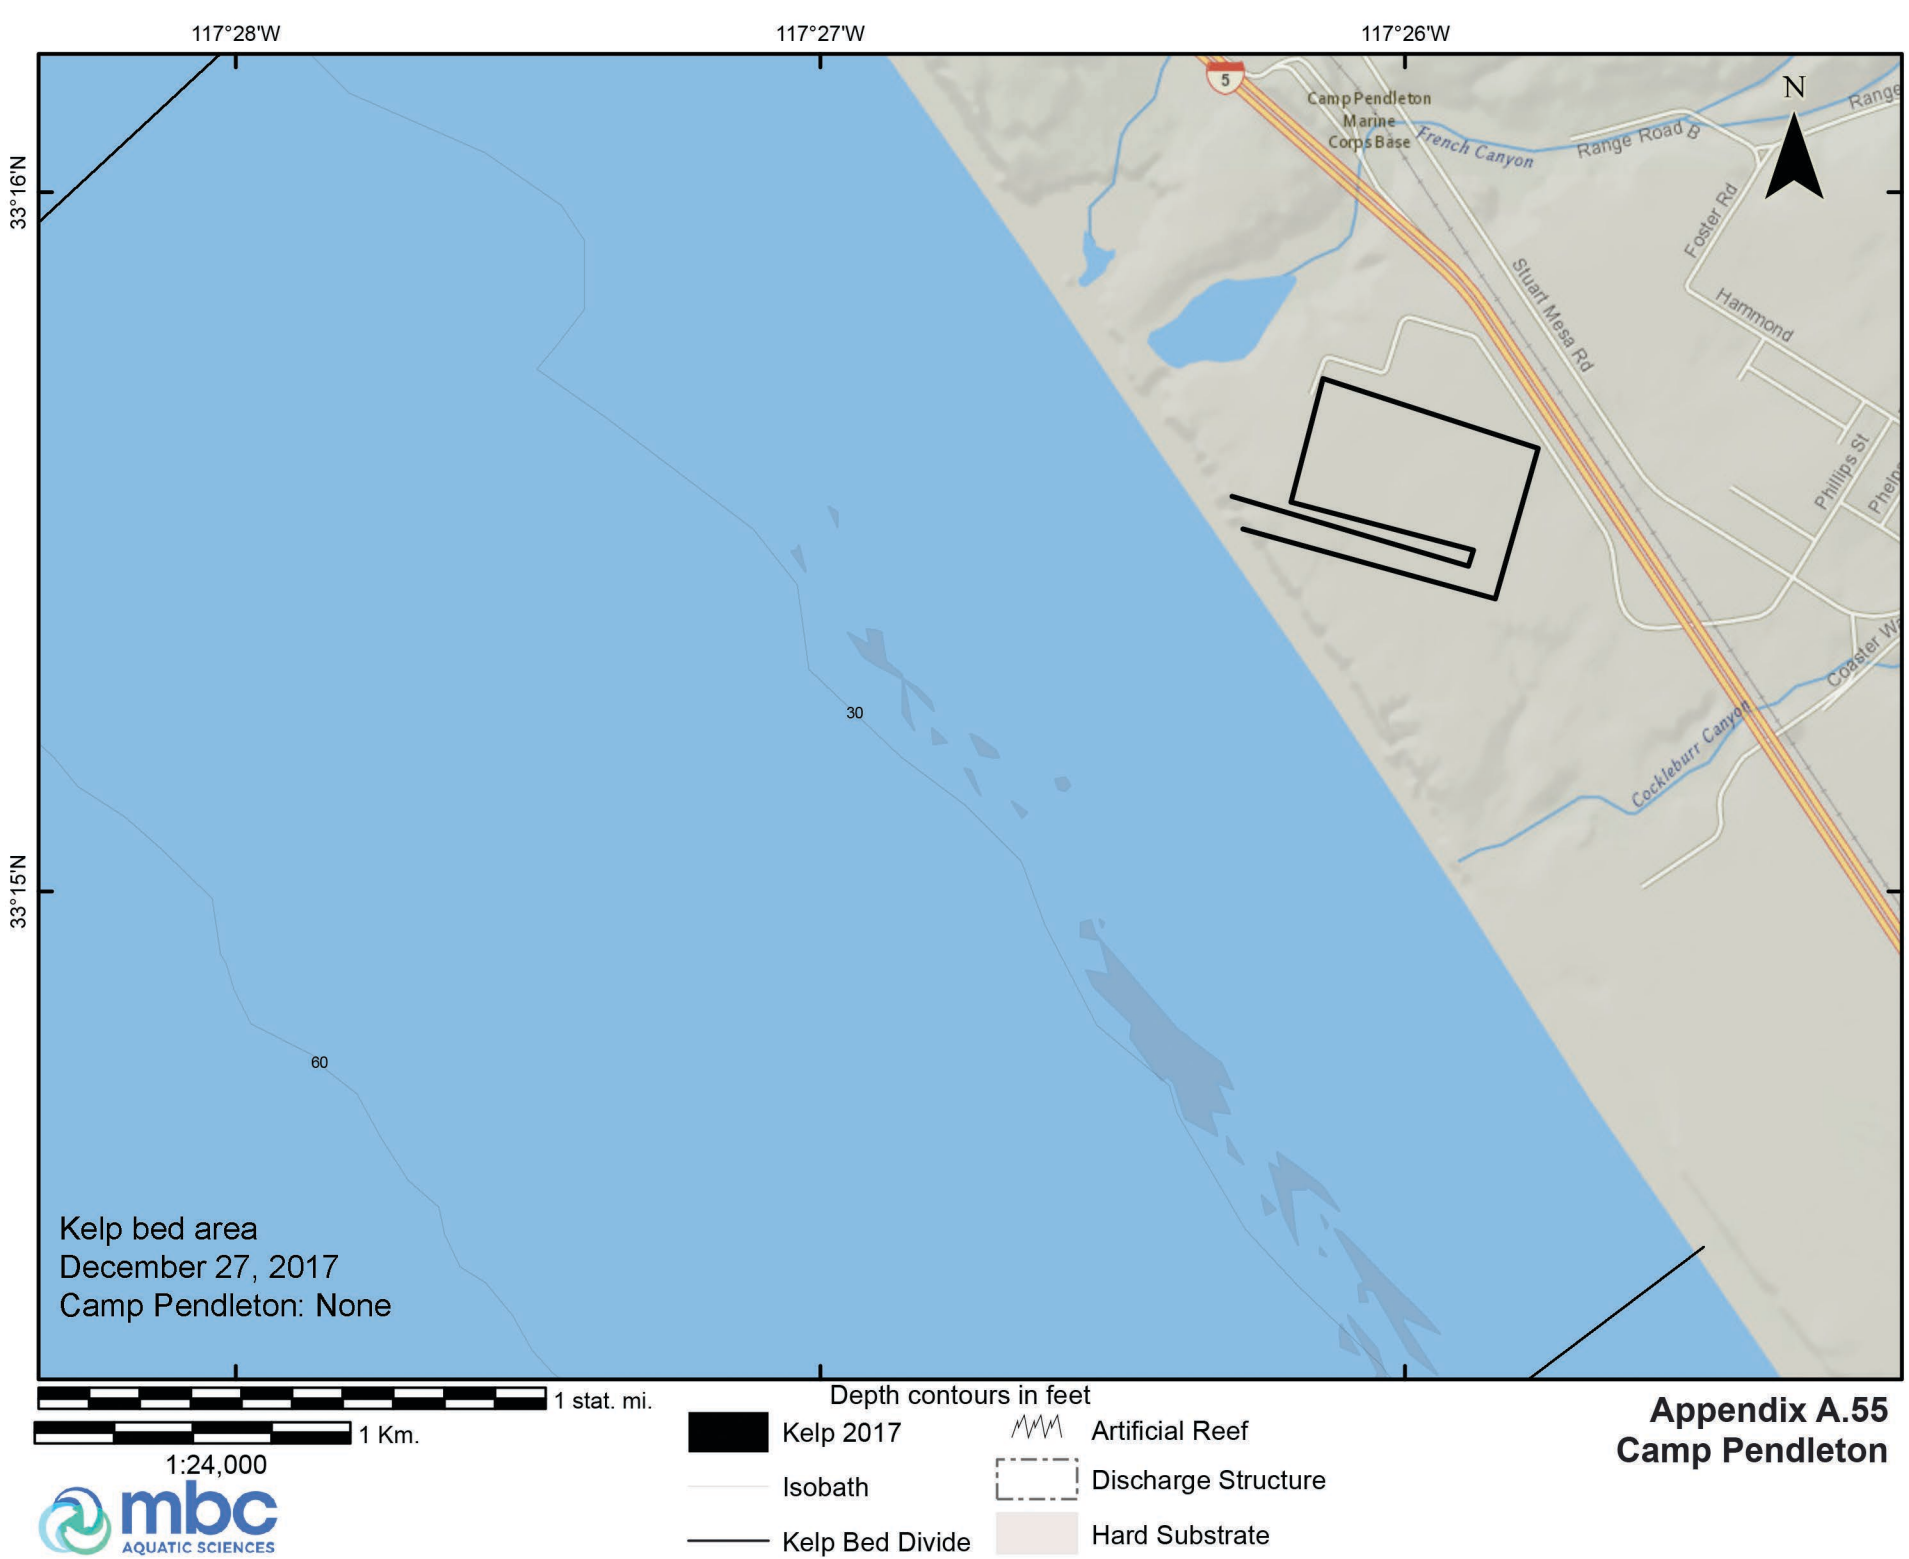 117°28'W
117°27'W
117°26'W
33°16'N
33°15'N
5
Camp Pendleton
Marine
Corps Base
French Canyon
Range Road B
Range
N
Foster Rd
Hammond
Stuart Mesa Rd
Phillips St
Phelps
Coaster Wa
Cockleburr Canyon
30
60
Kelp bed area
December 27, 2017
Camp Pendleton: None
1 stat. mi.
1 Km.
1:24,000
mbc
AQUATIC SCIENCES
Depth contours in feet
Kelp 2017
Isobath
Kelp Bed Divide
Artificial Reef
Discharge Structure
Hard Substrate
Appendix A.55
Camp Pendleton